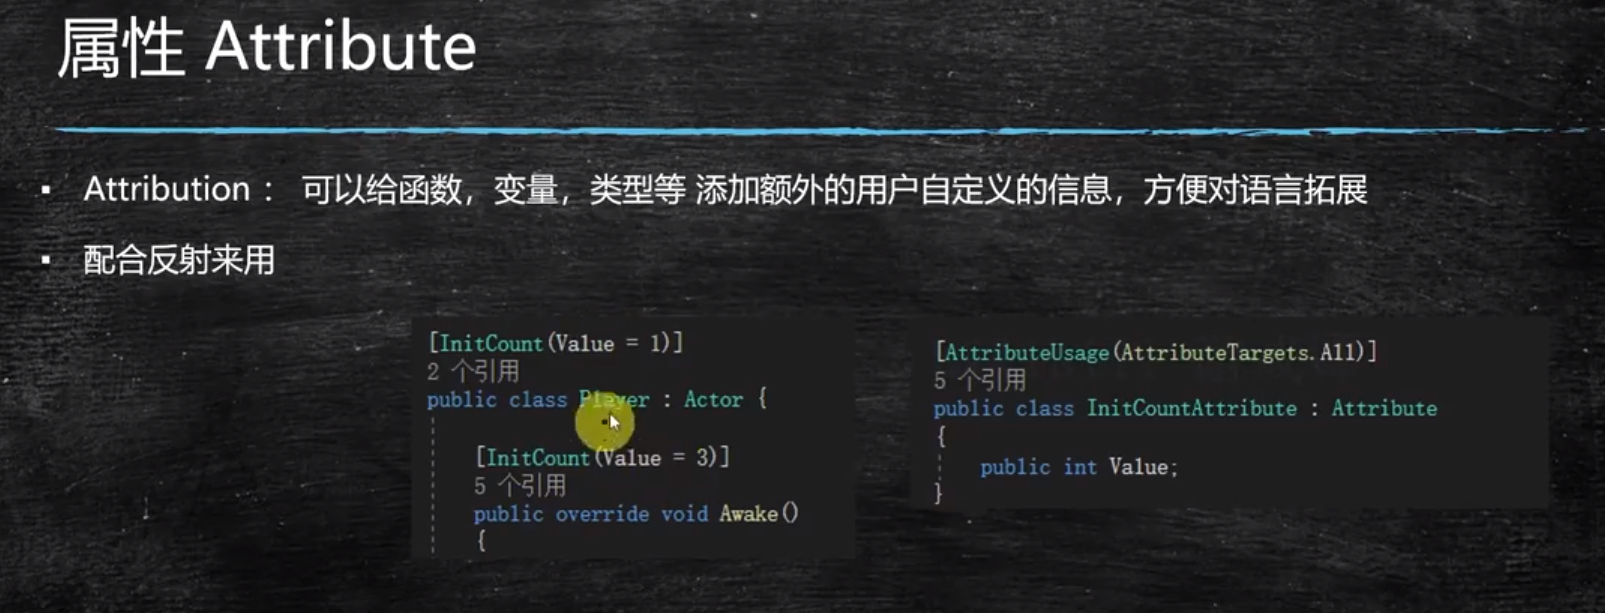 属性 Attribute
▪ Attribution： 可以给函数，变量，类型等 添加额外的用户自定义的信息，方便对语言拓展
▪ 配合反射来用
[InitCount(Value = 1)]
2 个引用
public class Player : Actor {
[InitCount(Value = 3)]
5 个引用
public override void Awake()
{
[AttributeUsage(AttributeTargets.All)]
5 个引用
public class InitCountAttribute : Attribute
{
public int Value;
}